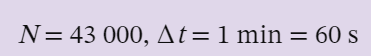 N = 43 000, Δt = 1 min = 60 s